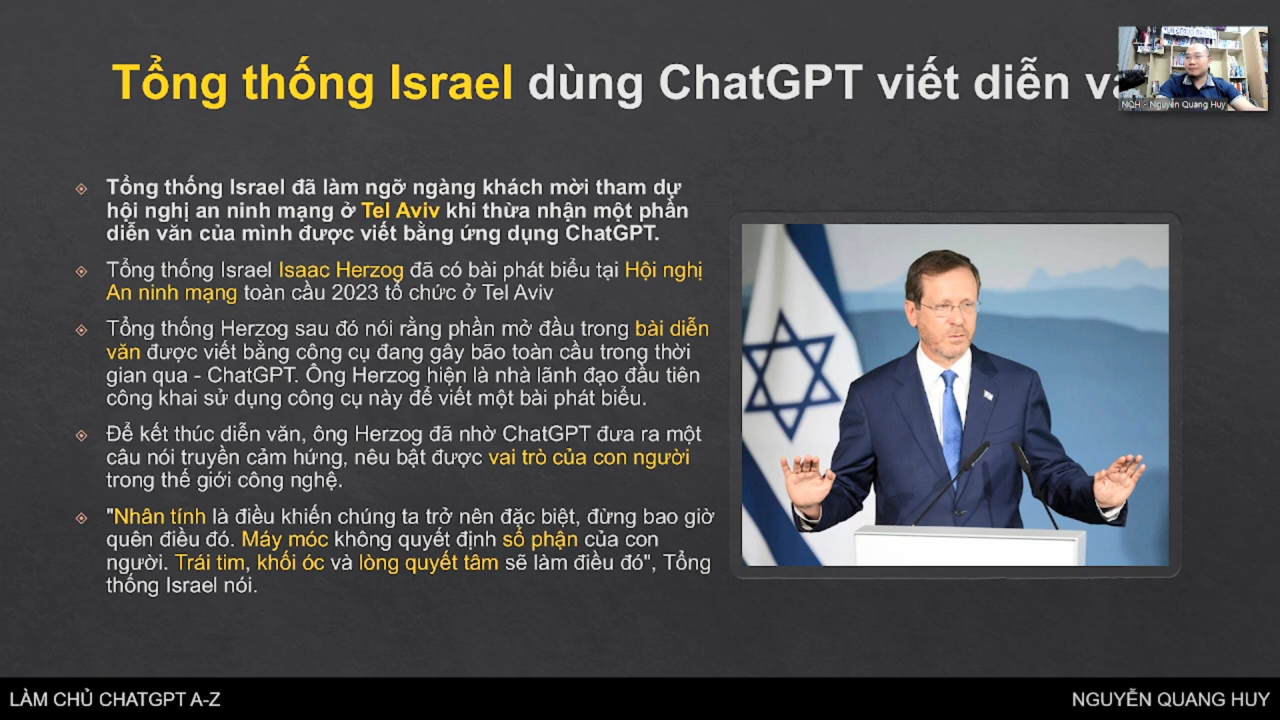 Tổng thống Israel dùng ChatGPT viết diễn
NQH - Nguyễn Quang Huy
Tổng thống Israel đã làm ngỡ ngàng khách mời tham dự
hội nghị an ninh mạng ở Tel Aviv khi thừa nhận một phần
diễn văn của mình được viết bằng ứng dụng ChatGPT.
Tổng thống Israel Isaac Herzog đã có bài phát biểu tại Hội nghị
An ninh mạng toàn cầu 2023 tổ chức ở Tel Aviv
Tổng thống Herzog sau đó nói rằng phần mở đầu trong bài diễn
văn được viết bằng công cụ đang gây bão toàn cầu trong thời
gian qua - ChatGPT. Ông Herzog hiện là nhà lãnh đạo đầu tiên
công khai sử dụng công cụ này để viết một bài phát biểu.
Để kết thúc diễn văn, ông Herzog đã nhờ ChatGPT đưa ra một
câu nói truyền cảm hứng, nêu bật được vai trò của con người
trong thế giới công nghệ.
"Nhân tính là điều khiến chúng ta trở nên đặc biệt, đừng bao giờ
quên điều đó. Máy móc không quyết định số phận của con
người. Trái tim, khối óc và lòng quyết tâm sẽ làm điều đó", Tổng
thống Israel nói.
LÀM CHỦ CHATGPT A-Z
NGUYỄN QUANG HUY